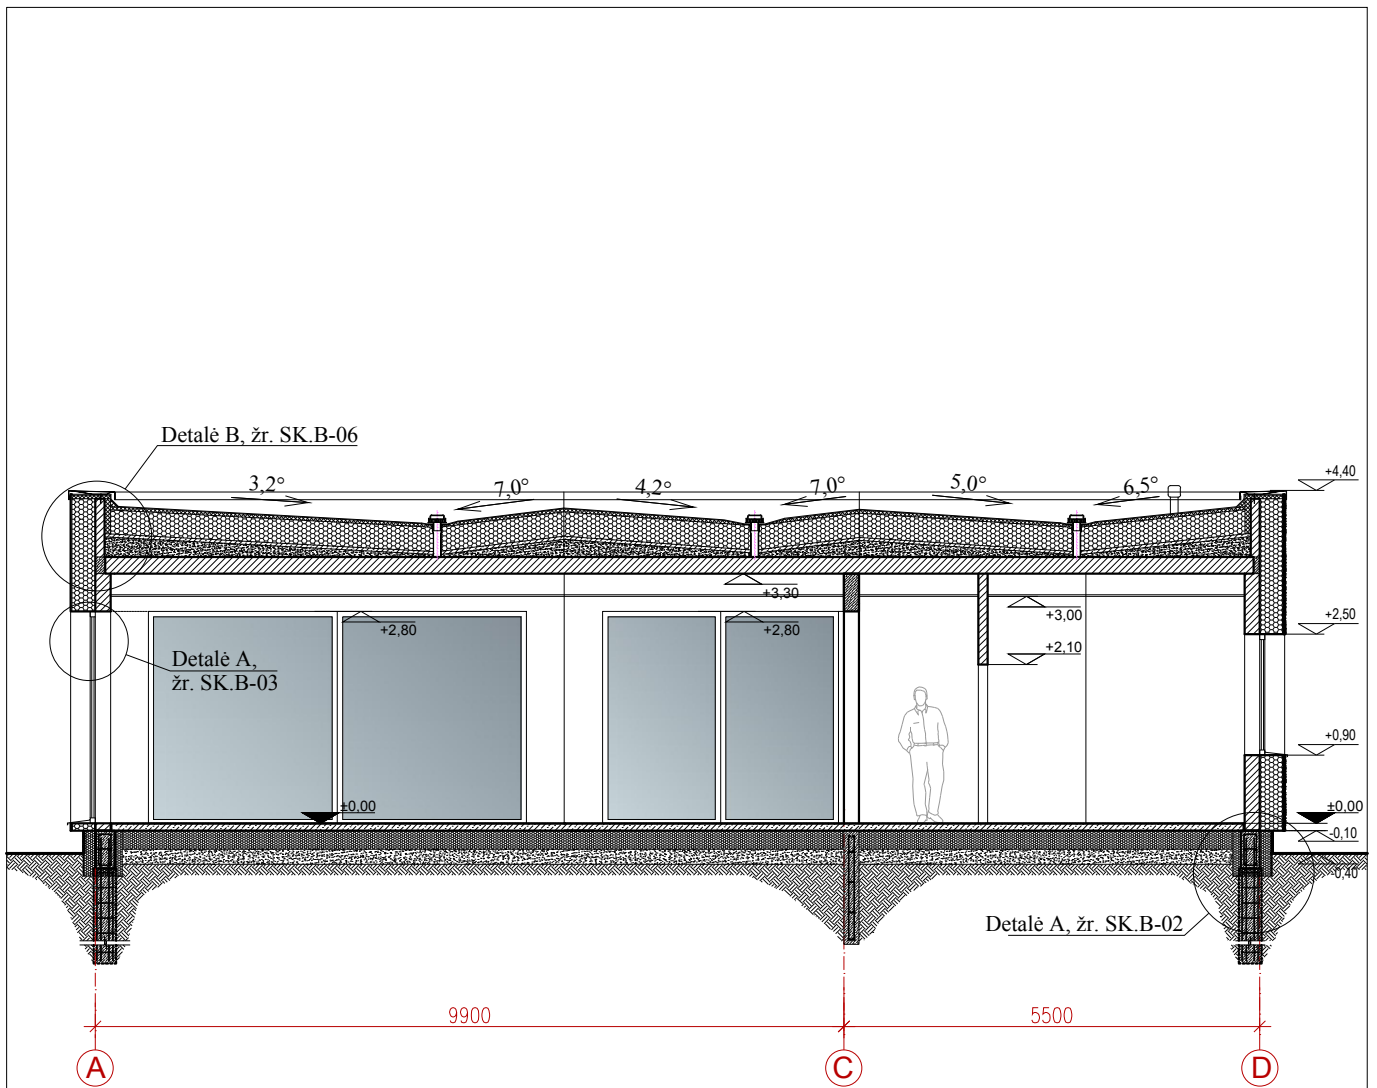 Detalė B, žr. SK.B-06
3,2°
7,0°
4,2°
7,0°
5,0°
6,5°
+4,40
+3,30
+3,00
+2,80
+2,80
+2,50
+2,10
Detalė A,
žr. SK.B-03
+0,90
±0,00
±0,00
-0,10
-0,40
Detalė A, žr. SK.B-02
9900
5500
A
C
D